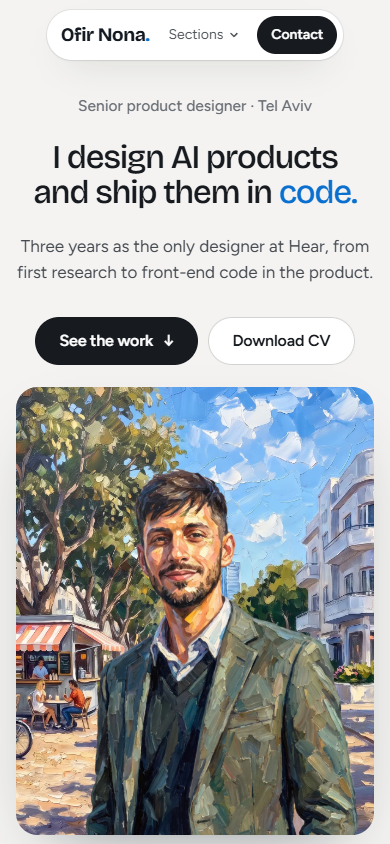 Ofir Nona.
Sections
Contact
Senior product designer · Tel Aviv
I design AI products
and ship them in code.
Three years as the only designer at Hear, from
first research to front-end code in the product.
See the work ↓
Download CV